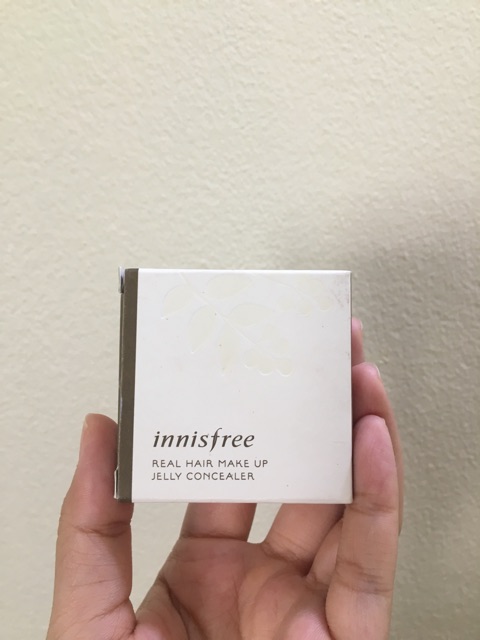 innisfree
REAL HAIR MAKE UP
JELLY CONCEALER